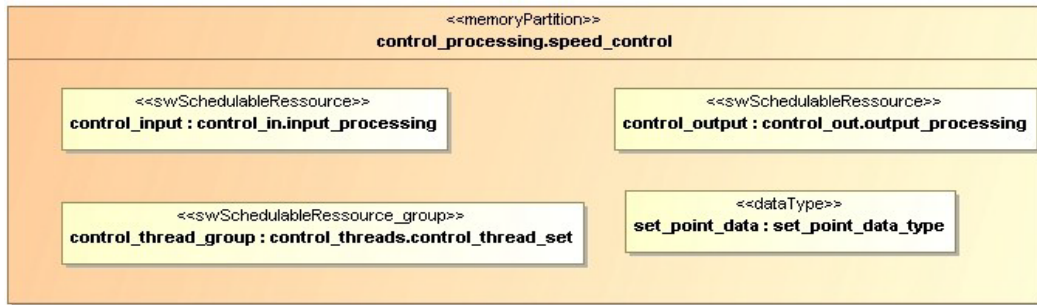 <<memoryPartition>>
control_processing.speed_control
<<swSchedulableRessource>>
control_input : control_in.input_processing
<<swSchedulableRessource>>
control_output : control_out.output_processing
<<swSchedulableRessource_group>>
control_thread_group : control_threads.control_thread_set
<<dataType>>
set_point_data : set_point_data_type